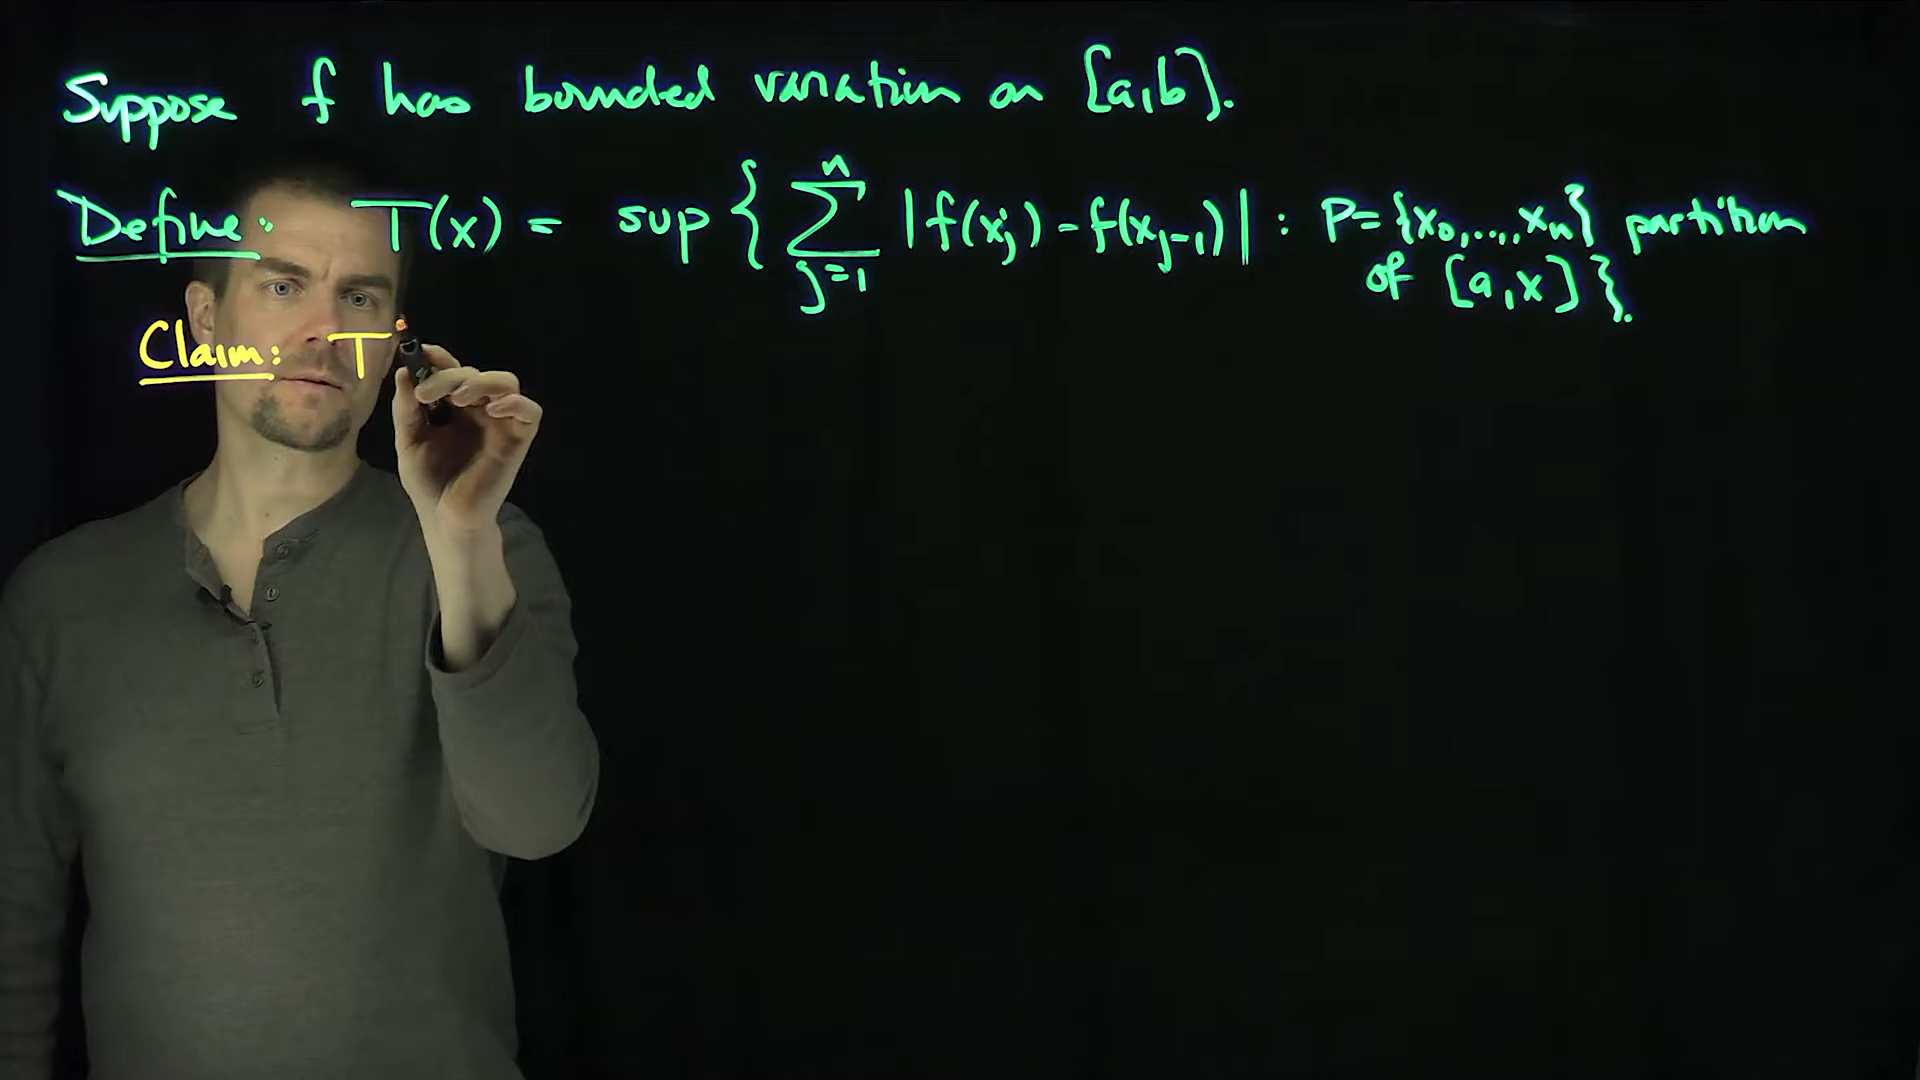 Suppose f has bounded variation on [a,b].
Define: T(x) = sup { ∑_{j=1}^{n} |f(x_j) - f(x_{j-1})| : P = {x_0,...,x_n} partition
of [a,x] }.
Claim: T